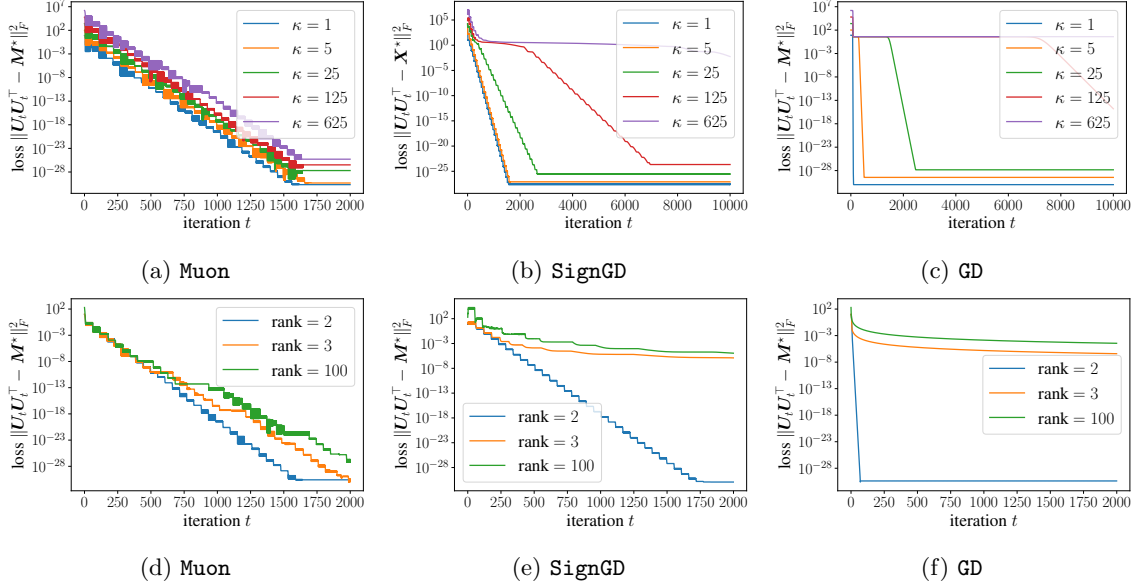 loss ||U_t U_t^⊤ − M^⋆||_F^2
10^7
10^2
10^{−3}
10^{−8}
10^{−13}
10^{−18}
10^{−23}
10^{−28}
κ = 1
κ = 5
κ = 25
κ = 125
κ = 625
0 250 500 750 1000 1250 1500 1750 2000
iteration t
(a) Muon
loss ||U_t U_t^⊤ − X^⋆||_F^2
10^5
10^0
10^{−5}
10^{−10}
10^{−15}
10^{−20}
10^{−25}
κ = 1
κ = 5
κ = 25
κ = 125
κ = 625
0 2000 4000 6000 8000 10000
iteration t
(b) SignGD
loss ||U_t U_t^⊤ − M^⋆||_F^2
10^7
10^2
10^{−3}
10^{−8}
10^{−13}
10^{−18}
10^{−23}
10^{−28}
κ = 1
κ = 5
κ = 25
κ = 125
κ = 625
0 2000 4000 6000 8000 10000
iteration t
(c) GD
loss ||U_t U_t^⊤ − M^⋆||_F^2
10^2
10^{−3}
10^{−8}
10^{−13}
10^{−18}
10^{−23}
10^{−28}
rank = 2
rank = 3
rank = 100
0 250 500 750 1000 1250 1500 1750 2000
iteration t
(d) Muon
loss ||U_t U_t^⊤ − M^⋆||_F^2
10^2
10^{−3}
10^{−8}
10^{−13}
10^{−18}
10^{−23}
10^{−28}
rank = 2
rank = 3
rank = 100
0 250 500 750 1000 1250 1500 1750 2000
iteration t
(e) SignGD
loss ||U_t U_t^⊤ − M^⋆||_F^2
10^2
10^{−3}
10^{−8}
10^{−13}
10^{−18}
10^{−23}
10^{−28}
rank = 2
rank = 3
rank = 100
0 250 500 750 1000 1250 1500 1750 2000
iteration t
(f) GD